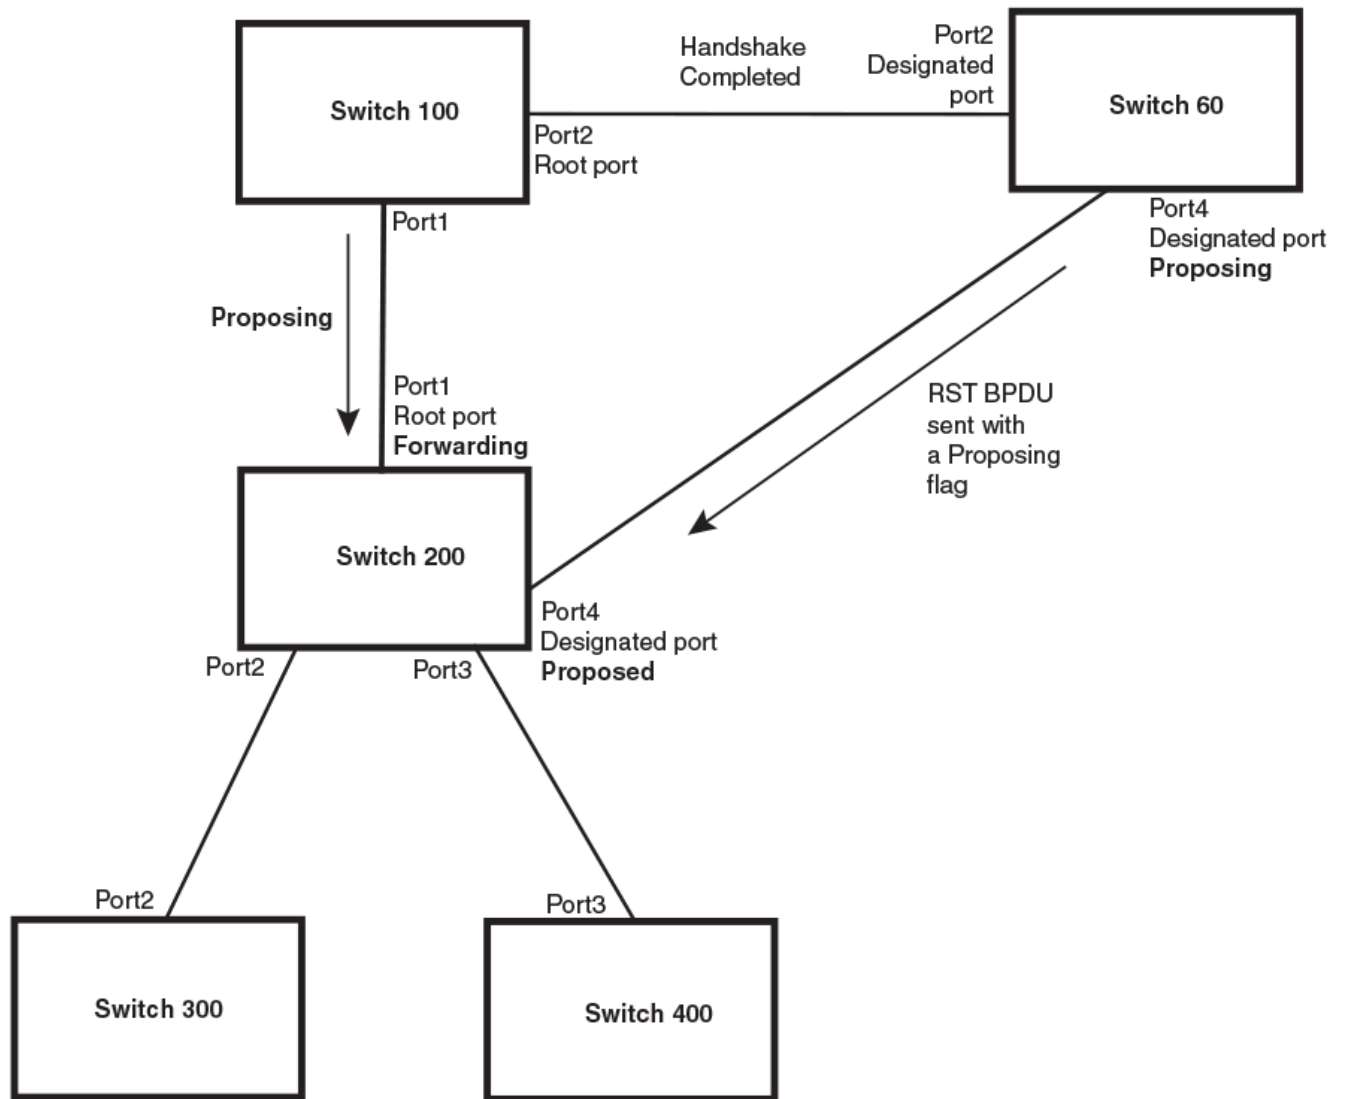 Handshake
Completed
Port2
Designated
port
Switch 100
Switch 60
Port2
Root port
Port1
Port4
Designated port
Proposing
Proposing
Port1
Root port
Forwarding
RST BPDU
sent with
a Proposing
flag
Switch 200
Port4
Designated port
Proposed
Port2
Port3
Port2
Port3
Switch 300
Switch 400